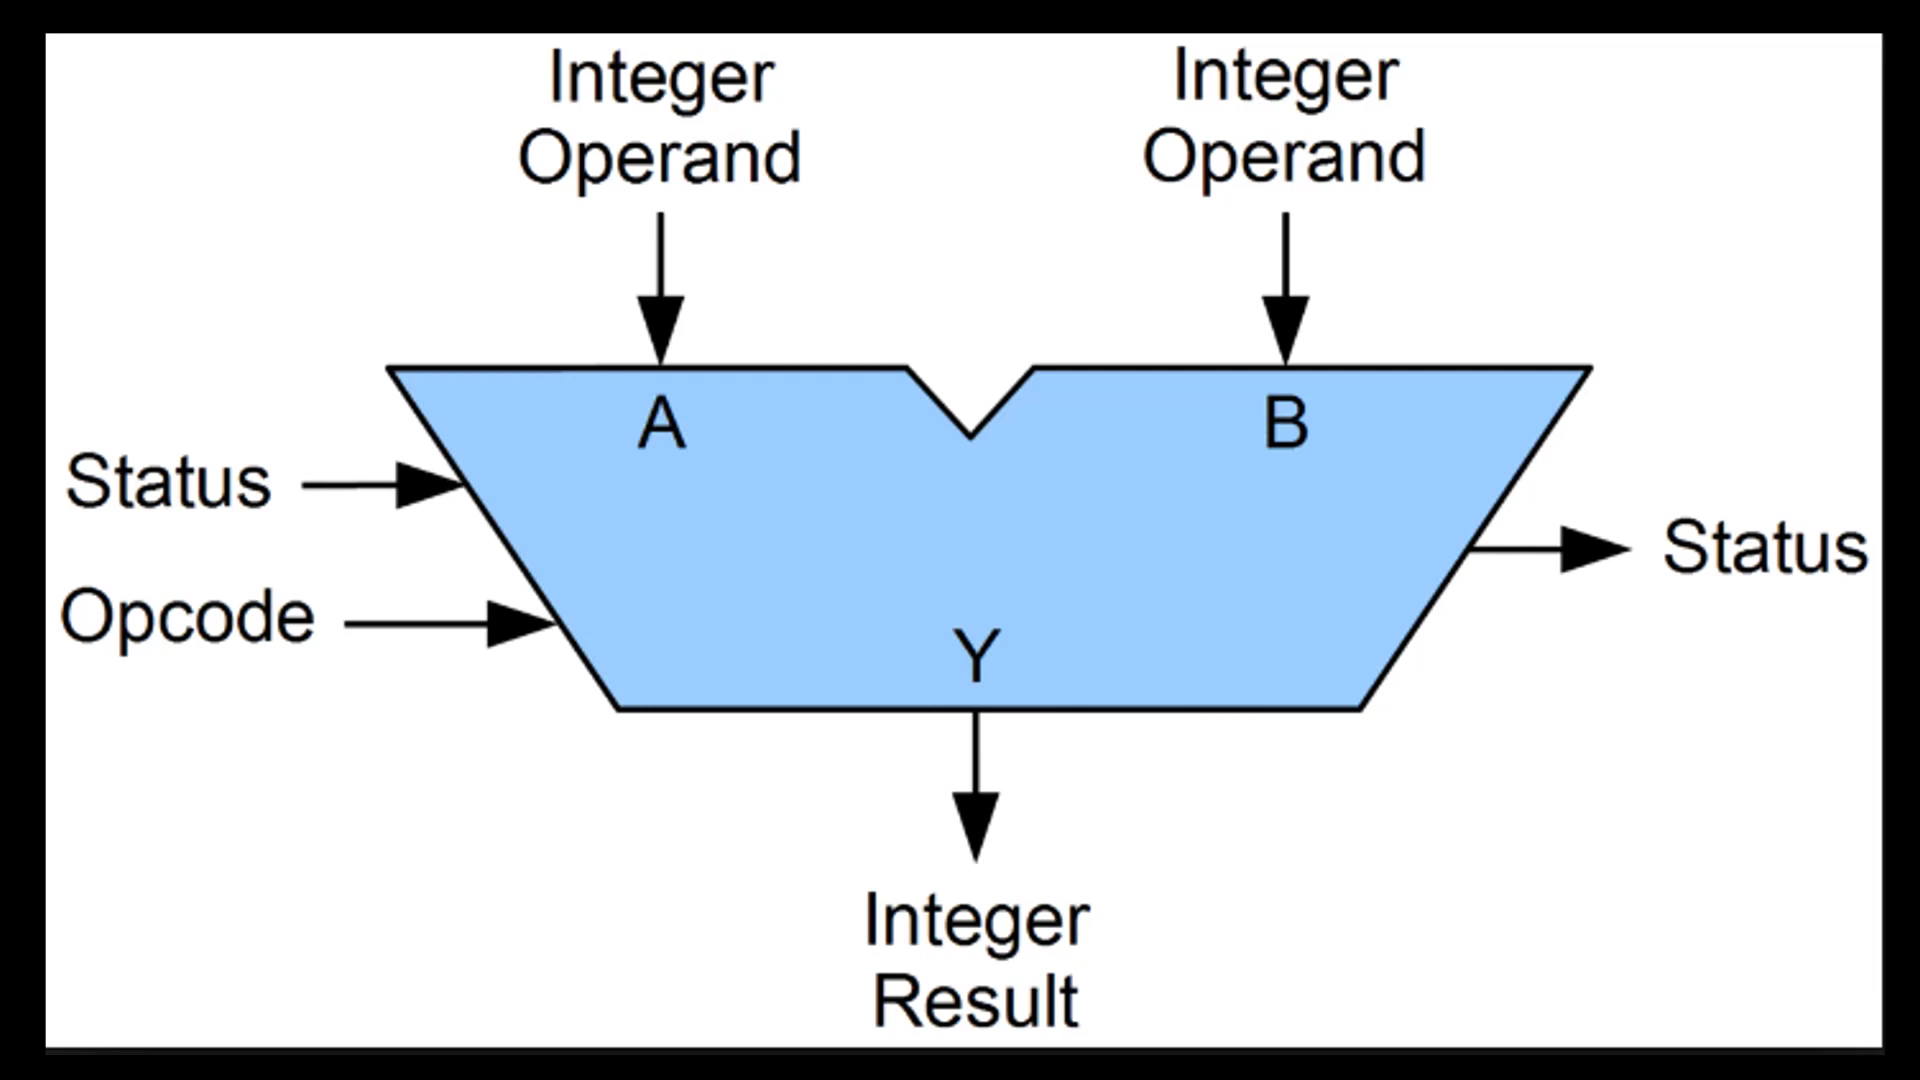 Integer
Operand
Integer
Operand
A
B
Status
Status
Opcode
Y
Integer
Result